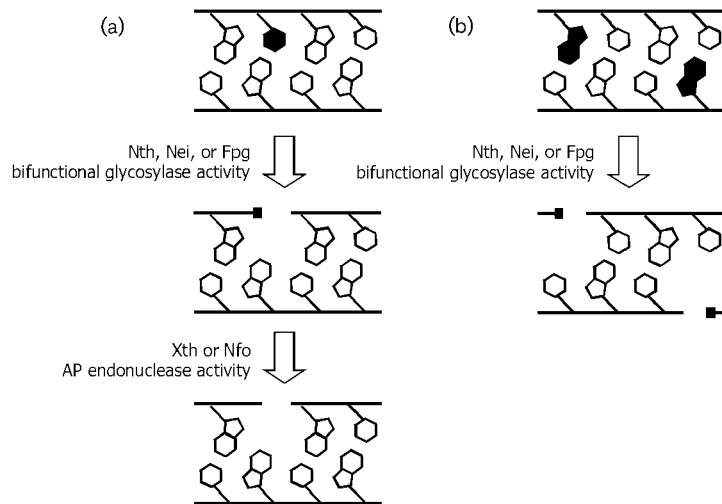 (a)
Nth, Nei, or Fpg
bifunctional glycosylase activity
Xth or Nfo
AP endonuclease activity
(b)
Nth, Nei, or Fpg
bifunctional glycosylase activity